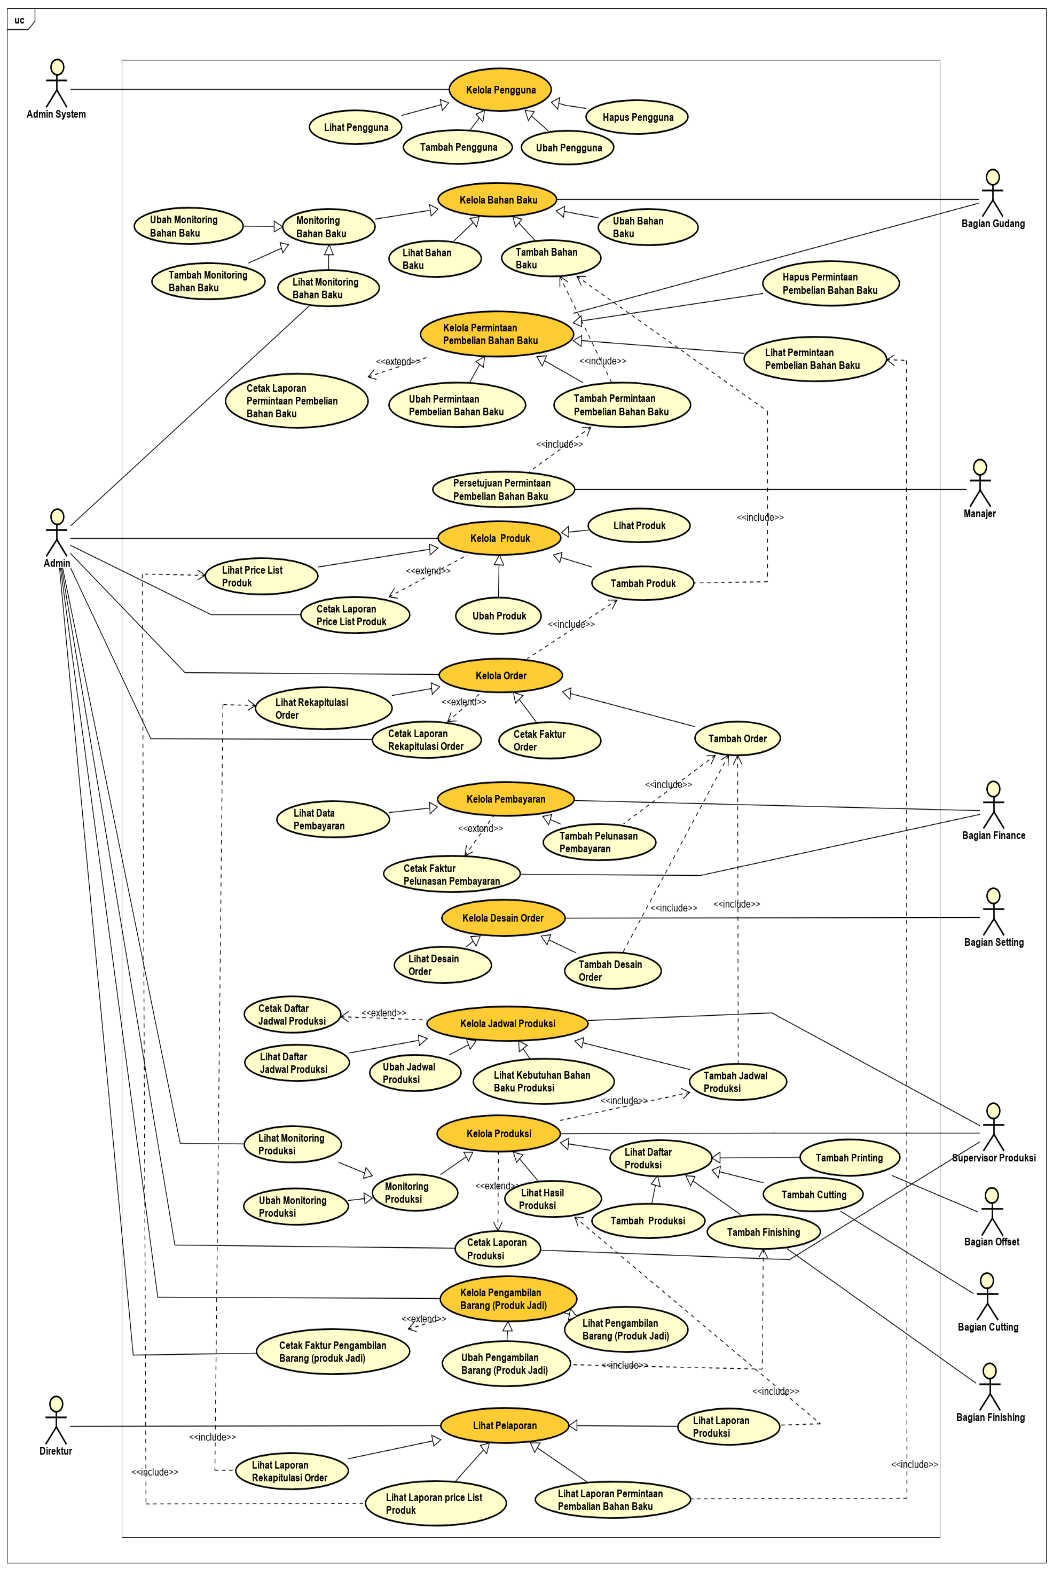 uc
Kelola Pengguna
Admin System
Lihat Pengguna
Hapus Pengguna
Tambah Pengguna
Ubah Pengguna
Kelola Bahan Baku
Ubah Monitoring
Bahan Baku
Monitoring
Bahan Baku
Ubah Bahan
Baku
Bagian Gudang
Lihat Bahan
Baku
Tambah Bahan
Baku
Tambah Monitoring
Bahan Baku
Lihat Monitoring
Bahan Baku
Hapus Permintaan
Pembelian Bahan Baku
Kelola Permintaan
Pembelian Bahan Baku
Lihat Permintaan
Pembelian Bahan Baku
<<extend>>
<<include>>
Cetak Laporan
Permintaan Pembelian
Bahan Baku
Ubah Permintaan
Pembelian Bahan Baku
Tambah Permintaan
Pembelian Bahan Baku
<<include>>
Persetujuan Permintaan
Pembelian Bahan Baku
Manajer
<<include>>
Lihat Produk
Kelola  Produk
Admin
Lihat Price List
Produk
<<extend>>
Tambah Produk
Cetak Laporan
Price List Produk
Ubah Produk
<<include>>
Kelola Order
Lihat Rekapitulasi
Order
<<extend>>
Cetak Laporan
Rekapitulasi Order
Cetak Faktur
Order
Tambah Order
<<include>>
Kelola Pembayaran
Lihat Data
Pembayaran
<<extend>>
Tambah Pelunasan
Pembayaran
Bagian Finance
Cetak Faktur
Pelunasan Pembayaran
<<include>>
<<include>>
Kelola Desain Order
Bagian Setting
Lihat Desain
Order
Tambah Desain
Order
Cetak Daftar
Jadwal Produksi
<<extend>>
Kelola Jadwal Produksi
Lihat Daftar
Jadwal Produksi
Ubah Jadwal
Produksi
Lihat Kebutuhan Bahan
Baku Produksi
Tambah Jadwal
Produksi
<<include>>
Kelola Produksi
Lihat Monitoring
Produksi
Lihat Daftar
Produksi
Tambah Printing
Supervisor Produksi
Monitoring
Produksi
<<extend>>
Lihat Hasil
Produksi
Tambah Cutting
Ubah Monitoring
Produksi
Tambah  Produksi
Tambah Finishing
Bagian Offset
Cetak Laporan
Produksi
Kelola Pengambilan
Barang (Produk Jadi)
<<extend>>
Lihat Pengambilan
Barang (Produk Jadi)
Bagian Cutting
Cetak Faktur Pengambilan
Barang (produk Jadi)
Ubah Pengambilan
Barang (Produk Jadi)
<<include>>
<<include>>
Bagian Finishing
Lihat Pelaporan
Lihat Laporan
Produksi
Direktur
<<include>>
Lihat Laporan
Rekapitulasi Order
<<include>>
<<include>>
Lihat Laporan price List
Produk
Lihat Laporan Permintaan
Pembalian Bahan Baku